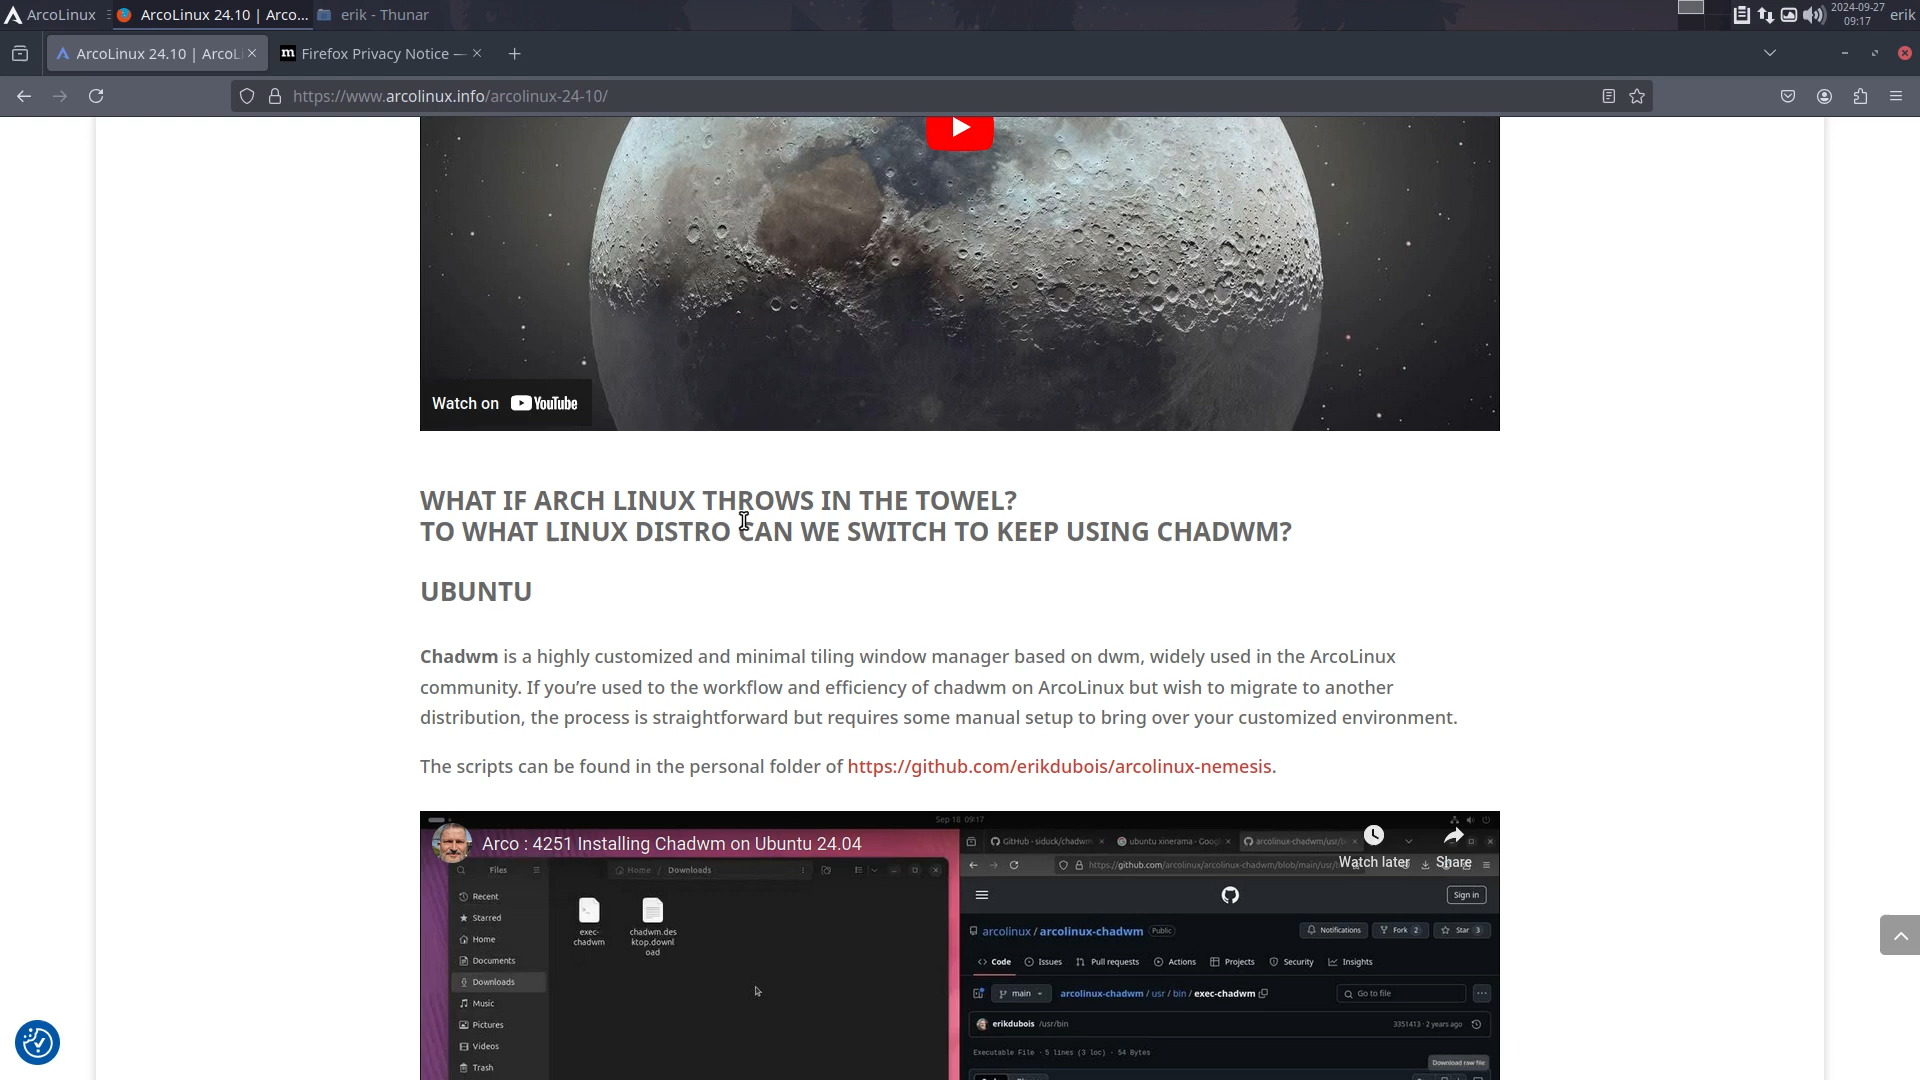 ArcoLinux
ArcoLinux 24.10 | Arco...
erik - Thunar
2024-09-27
09:17
erik
ArcoLinux 24.10 | ArcoL
Firefox Privacy Notice —
https://www.arcolinux.info/arcolinux-24-10/
Watch on YouTube
WHAT IF ARCH LINUX THROWS IN THE TOWEL?
TO WHAT LINUX DISTRO CAN WE SWITCH TO KEEP USING CHADWM?
UBUNTU
Chadwm is a highly customized and minimal tiling window manager based on dwm, widely used in the ArcoLinux
community. If you’re used to the workflow and efficiency of chadwm on ArcoLinux but wish to migrate to another
distribution, the process is straightforward but requires some manual setup to bring over your customized environment.
The scripts can be found in the personal folder of https://github.com/erikdubois/arcolinux-nemesis.
Sep 18 09:17
Arco : 4251 Installing Chadwm on Ubuntu 24.04
GitHub - siduck/chadwm
ubuntu xinerama - Goog
arcolinux-chadwm/usr/b
Watch later
Share
Files
Home / Downloads
https://github.com/arcolinux/arcolinux-chadwm/blob/main/usr/
Recent
Starred
Home
Documents
Downloads
Music
Pictures
Videos
Trash
exec-
chadwm
chadwm.des
ktop.downl
oad
Sign in
arcolinux / arcolinux-chadwm Public
Notifications
Fork 2
Star 3
Code
Issues
Pull requests
Actions
Projects
Security
Insights
main
arcolinux-chadwm / usr / bin / exec-chadwm
Go to file
erikdubois /usr/bin
3351413 · 2 years ago
Executable File · 5 lines (3 loc) · 54 Bytes
Download raw file